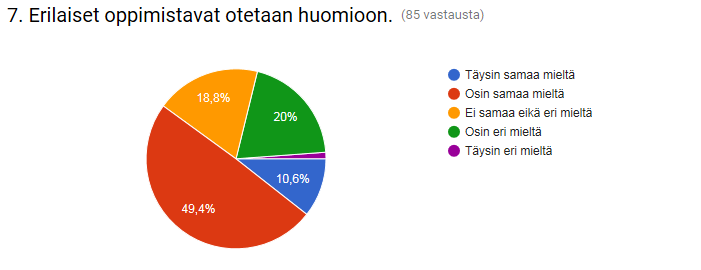 7. Erilaiset oppimistavat otetaan huomioon. (85 vastausta)
18,8%
20%
10,6%
49,4%
Täysin samaa mieltä
Osin samaa mieltä
Ei samaa eikä eri mieltä
Osin eri mieltä
Täysin eri mieltä